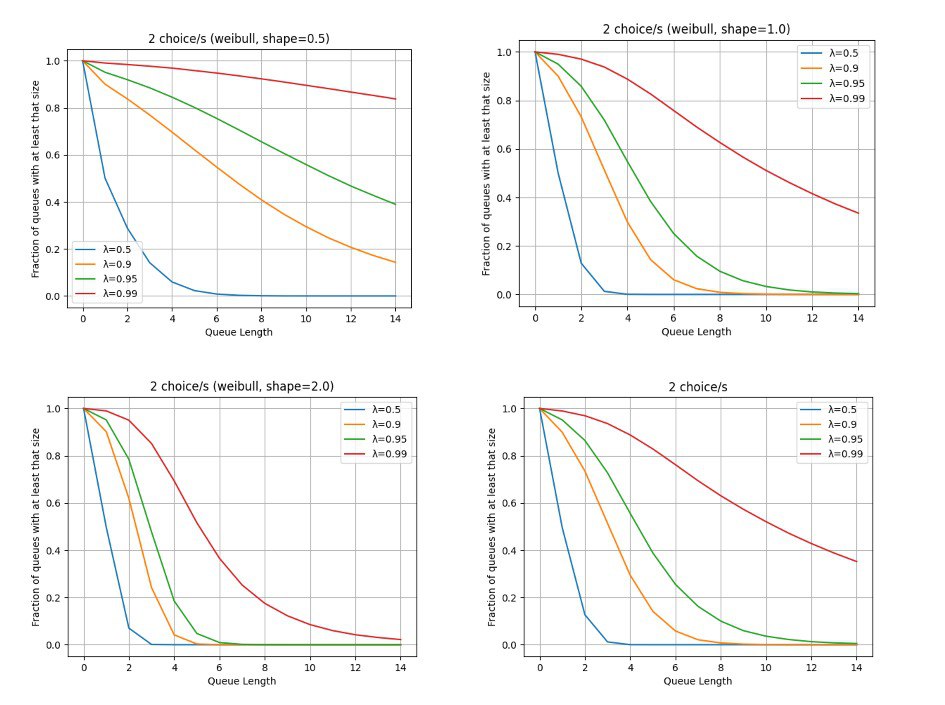 2 choice/s (weibull, shape=0.5)
Fraction of queues with at least that size
1.0
0.8
0.6
0.4
0.2
0.0
λ=0.5
λ=0.9
λ=0.95
λ=0.99
0 2 4 6 8 10 12 14
Queue Length
2 choice/s (weibull, shape=1.0)
Fraction of queues with at least that size
1.0
0.8
0.6
0.4
0.2
0.0
λ=0.5
λ=0.9
λ=0.95
λ=0.99
0 2 4 6 8 10 12 14
Queue Length
2 choice/s (weibull, shape=2.0)
Fraction of queues with at least that size
1.0
0.8
0.6
0.4
0.2
0.0
λ=0.5
λ=0.9
λ=0.95
λ=0.99
0 2 4 6 8 10 12 14
Queue Length
2 choice/s
Fraction of queues with at least that size
1.0
0.8
0.6
0.4
0.2
0.0
λ=0.5
λ=0.9
λ=0.95
λ=0.99
0 2 4 6 8 10 12 14
Queue Length